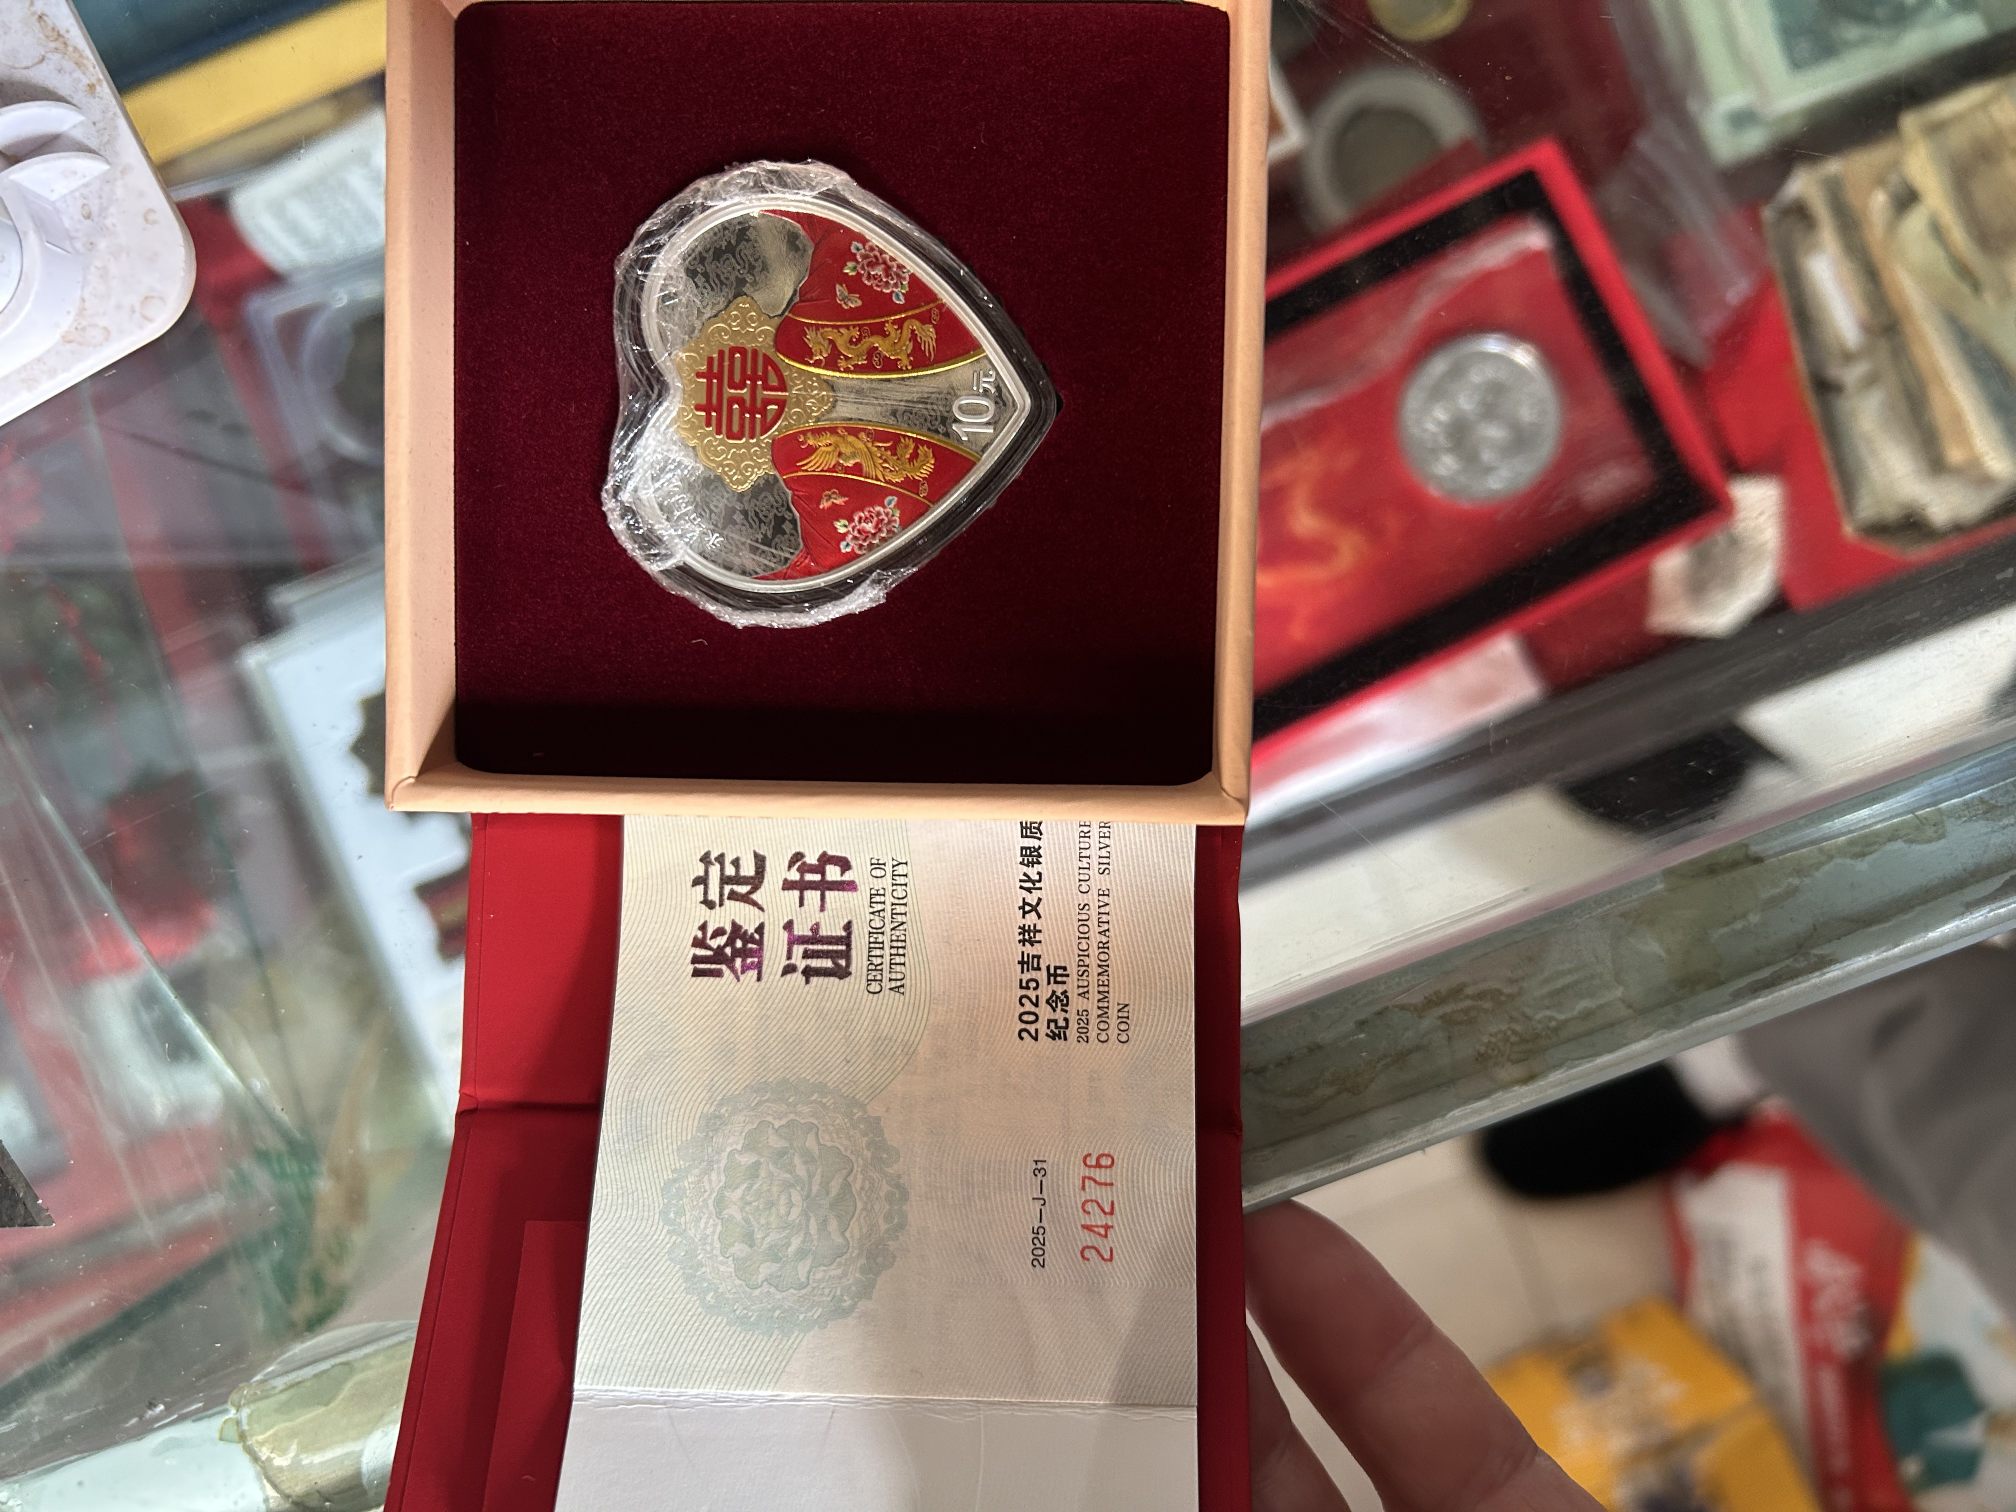 囍
10元
鉴定
证书
CERTIFICATE OF
AUTHENTICITY
2025吉祥文化银质
纪念币
2025 AUSPICIOUS CULTURE
COMMEMORATIVE SILVER
COIN
2025–J–31
24276